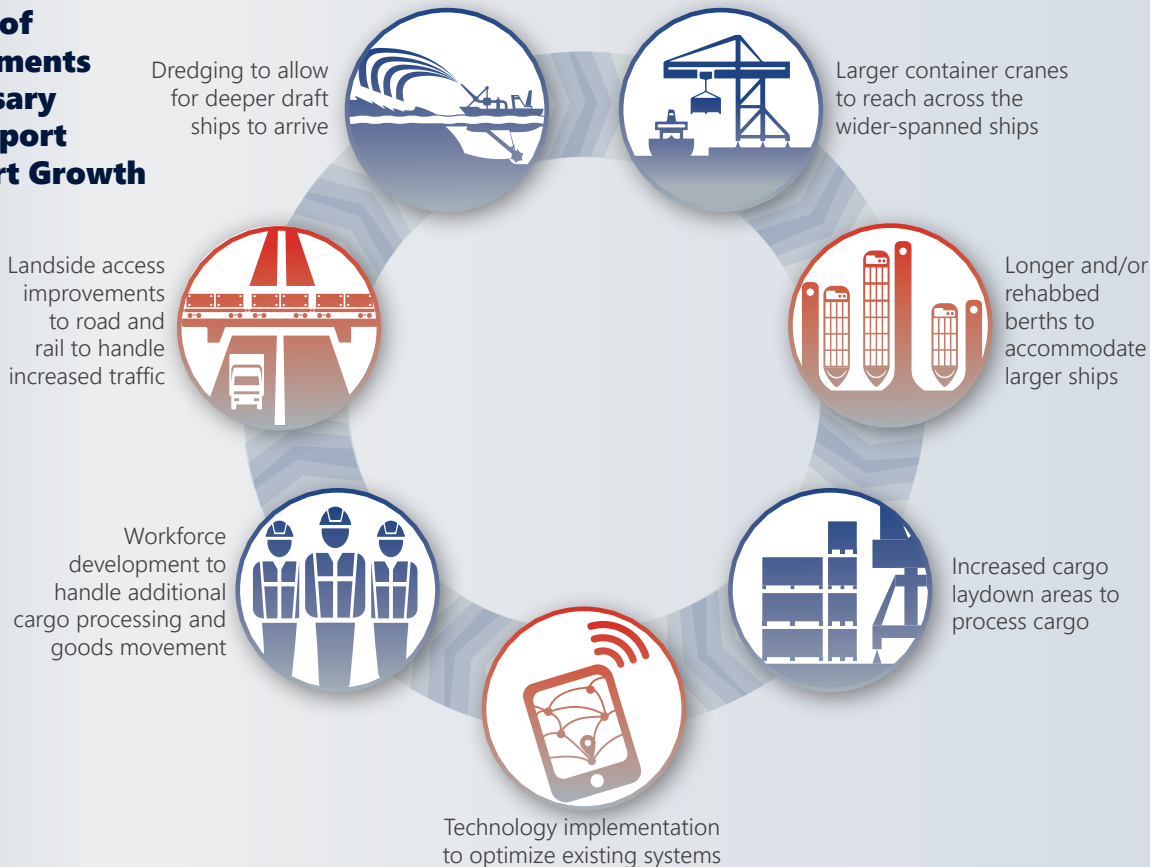 of
ments
sary
port
rt Growth
Dredging to allow
for deeper draft
ships to arrive
Larger container cranes
to reach across the
wider-spanned ships
Longer and/or
rehabbed
berths to
accommodate
larger ships
Increased cargo
laydown areas to
process cargo
Technology implementation
to optimize existing systems
Workforce
development to
handle additional
cargo processing and
goods movement
Landside access
improvements
to road and
rail to handle
increased traffic